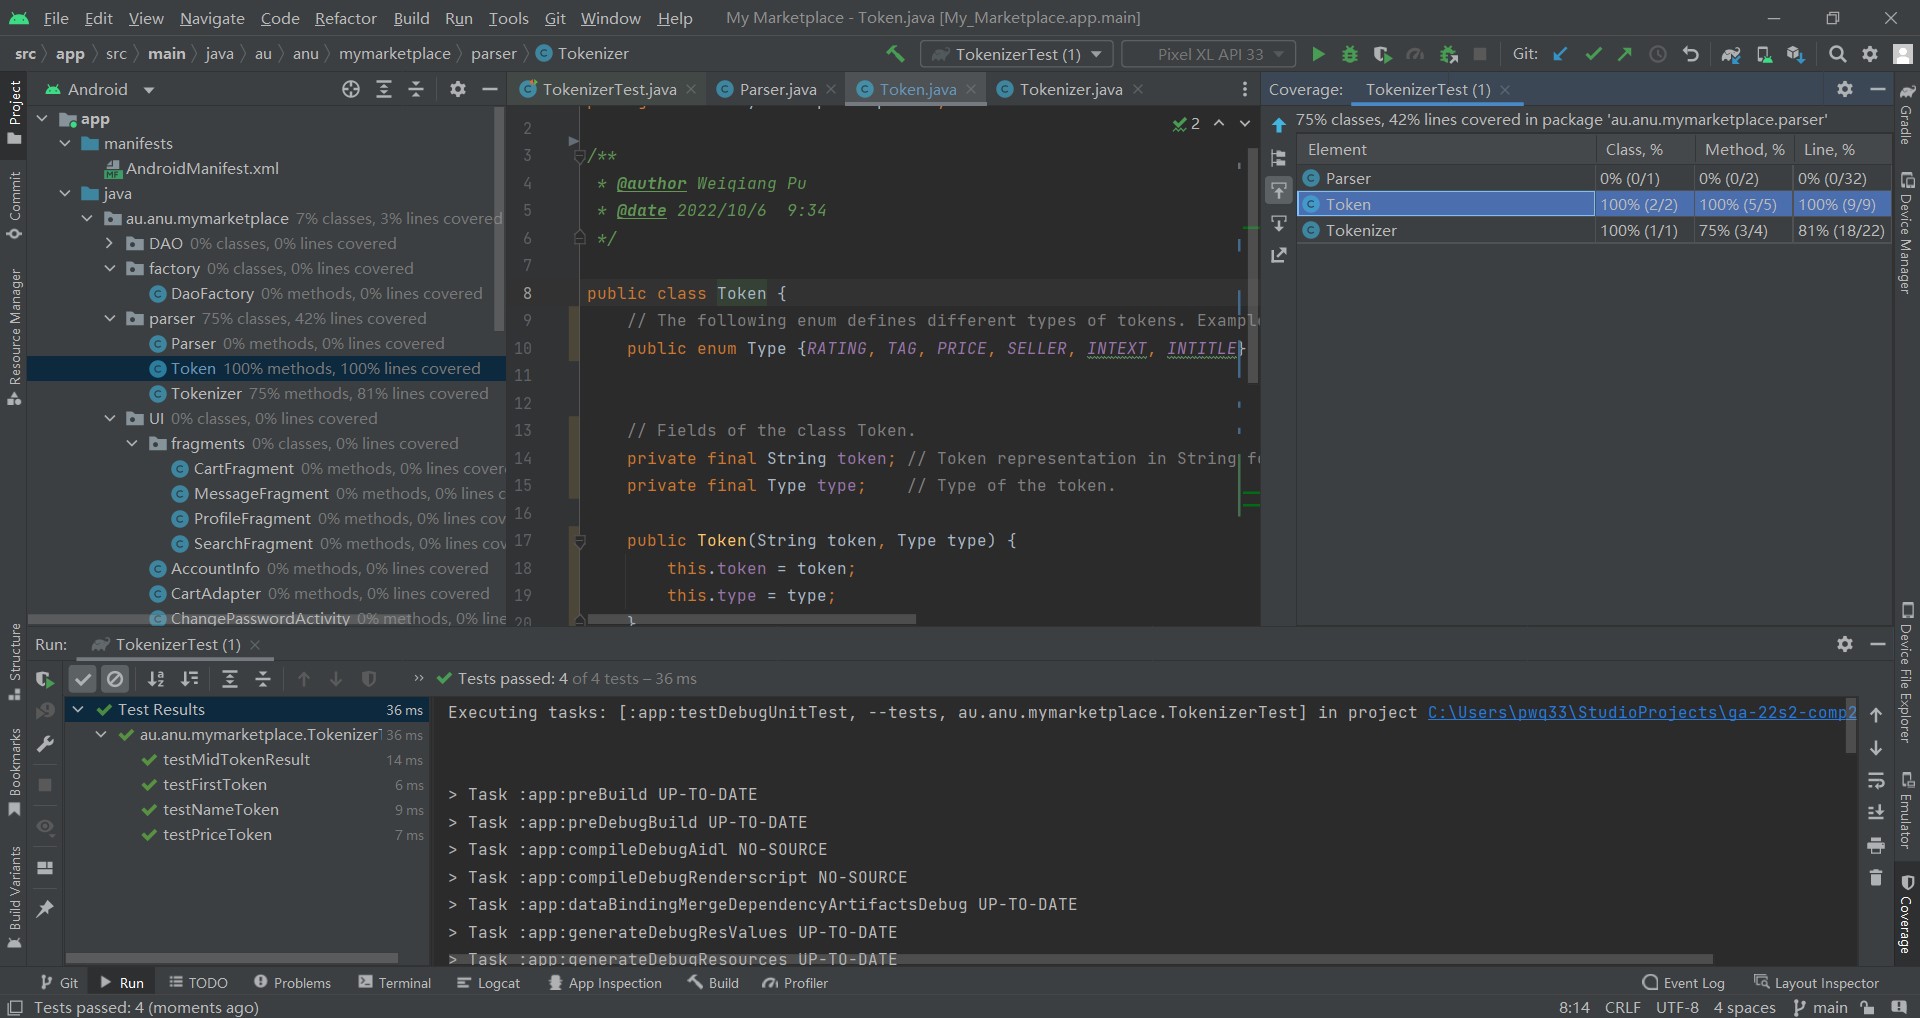 File Edit View Navigate Code Refactor Build Run Tools Git Window Help My Marketplace - Token.java [My_Marketplace.app.main]
src app src main java au anu mymarketplace parser Tokenizer TokenizerTest (1) Pixel XL API 33 Git:
Project
Commit
Resource Manager
Structure
Bookmarks
Build Variants
Android
app
manifests
AndroidManifest.xml
java
au.anu.mymarketplace 7% classes, 3% lines covered
DAO 0% classes, 0% lines covered
factory 0% classes, 0% lines covered
DaoFactory 0% methods, 0% lines covered
parser 75% classes, 42% lines covered
Parser 0% methods, 0% lines covered
Token 100% methods, 100% lines covered
Tokenizer 75% methods, 81% lines covered
UI 0% classes, 0% lines covered
fragments 0% classes, 0% lines covered
CartFragment 0% methods, 0% lines cover
MessageFragment 0% methods, 0% lines c
ProfileFragment 0% methods, 0% lines cov
SearchFragment 0% methods, 0% lines cov
AccountInfo 0% methods, 0% lines covered
CartAdapter 0% methods, 0% lines covered
ChangePasswordActivity 0% methods, 0% line
TokenizerTest.java Parser.java Token.java Tokenizer.java
2
2
3 /**
4 * @author Weiqiang Pu
5 * @date 2022/10/6 9:34
6 */
7
8 public class Token {
9 // The following enum defines different types of tokens. Exampl
10 public enum Type {RATING, TAG, PRICE, SELLER, INTEXT, INTITLE}
11
12
13 // Fields of the class Token.
14 private final String token; // Token representation in String f
15 private final Type type; // Type of the token.
16
17 public Token(String token, Type type) {
18 this.token = token;
19 this.type = type;
20 }
Coverage: TokenizerTest (1)
75% classes, 42% lines covered in package 'au.anu.mymarketplace.parser'
Element Class, % Method, % Line, %
Parser 0% (0/1) 0% (0/2) 0% (0/32)
Token 100% (2/2) 100% (5/5) 100% (9/9)
Tokenizer 100% (1/1) 75% (3/4) 81% (18/22)
Gradle
Device Manager
Device File Explorer
Emulator
Coverage
Run: TokenizerTest (1)
Tests passed: 4 of 4 tests – 36 ms
Test Results 36 ms
au.anu.mymarketplace.Tokenizer 36 ms
testMidTokenResult 14 ms
testFirstToken 6 ms
testNameToken 9 ms
testPriceToken 7 ms
Executing tasks: [:app:testDebugUnitTest, --tests, au.anu.mymarketplace.TokenizerTest] in project C:\Users\pwq33\StudioProjects\ga-22s2-comp2
> Task :app:preBuild UP-TO-DATE
> Task :app:preDebugBuild UP-TO-DATE
> Task :app:compileDebugAidl NO-SOURCE
> Task :app:compileDebugRenderscript NO-SOURCE
> Task :app:dataBindingMergeDependencyArtifactsDebug UP-TO-DATE
> Task :app:generateDebugResValues UP-TO-DATE
> Task :app:generateDebugResources UP-TO-DATE
Git Run TODO Problems Terminal Logcat App Inspection Build Profiler Event Log Layout Inspector
Tests passed: 4 (moments ago) 8:14 CRLF UTF-8 4 spaces main